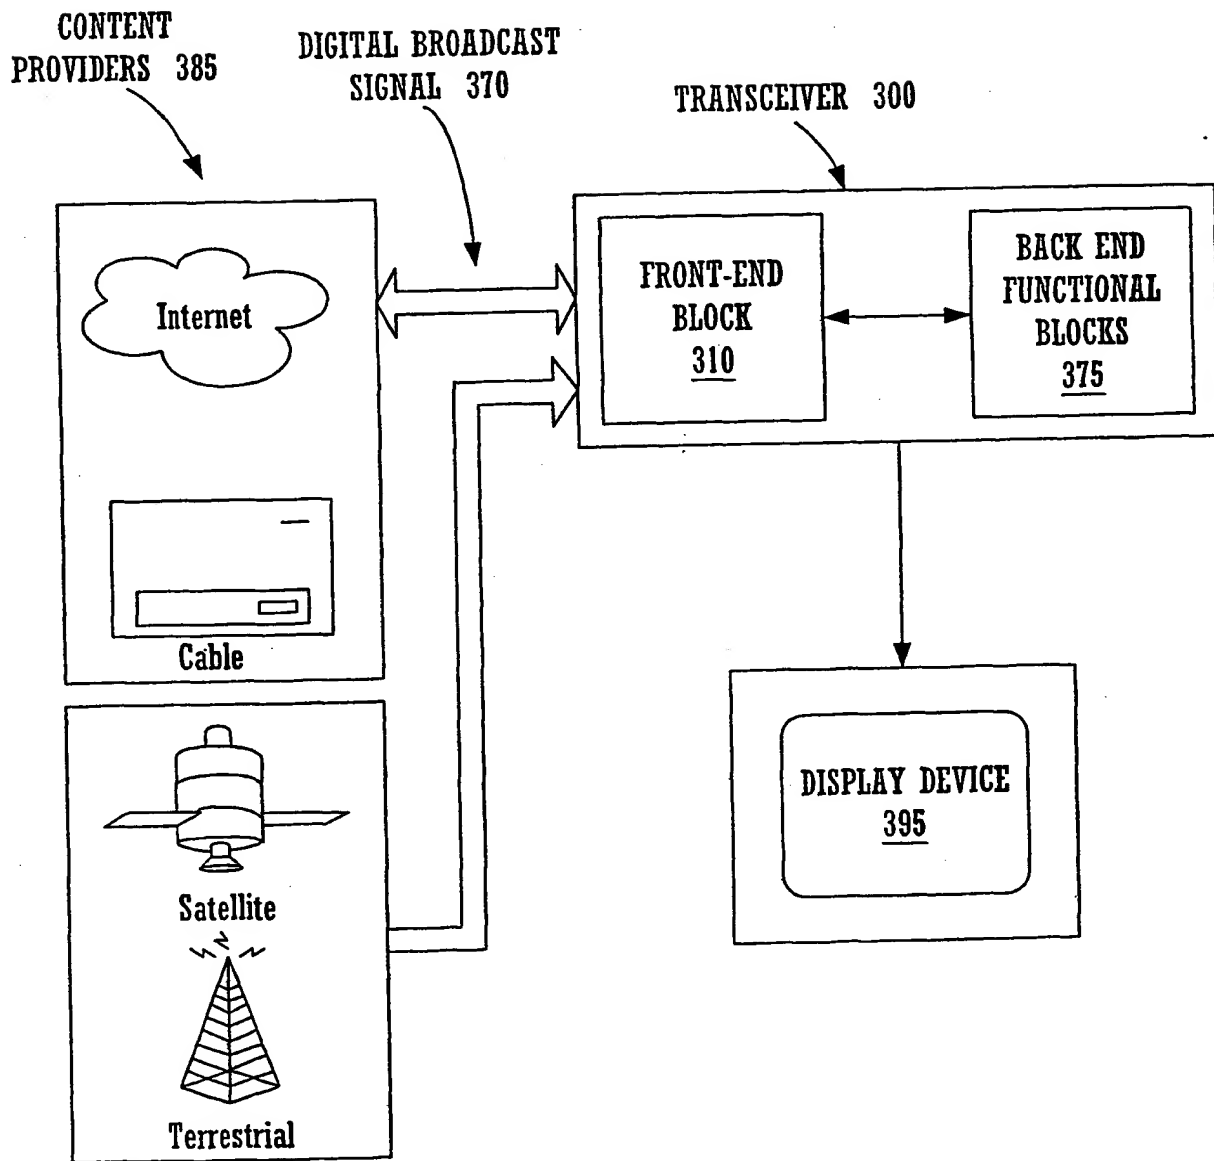 CONTENT
PROVIDERS 385
DIGITAL BROADCAST
SIGNAL 370
TRANSCEIVER 300
Internet
FRONT-END
BLOCK
310
BACK END
FUNCTIONAL
BLOCKS
375
Cable
Satellite
Terrestrial
DISPLAY DEVICE
395